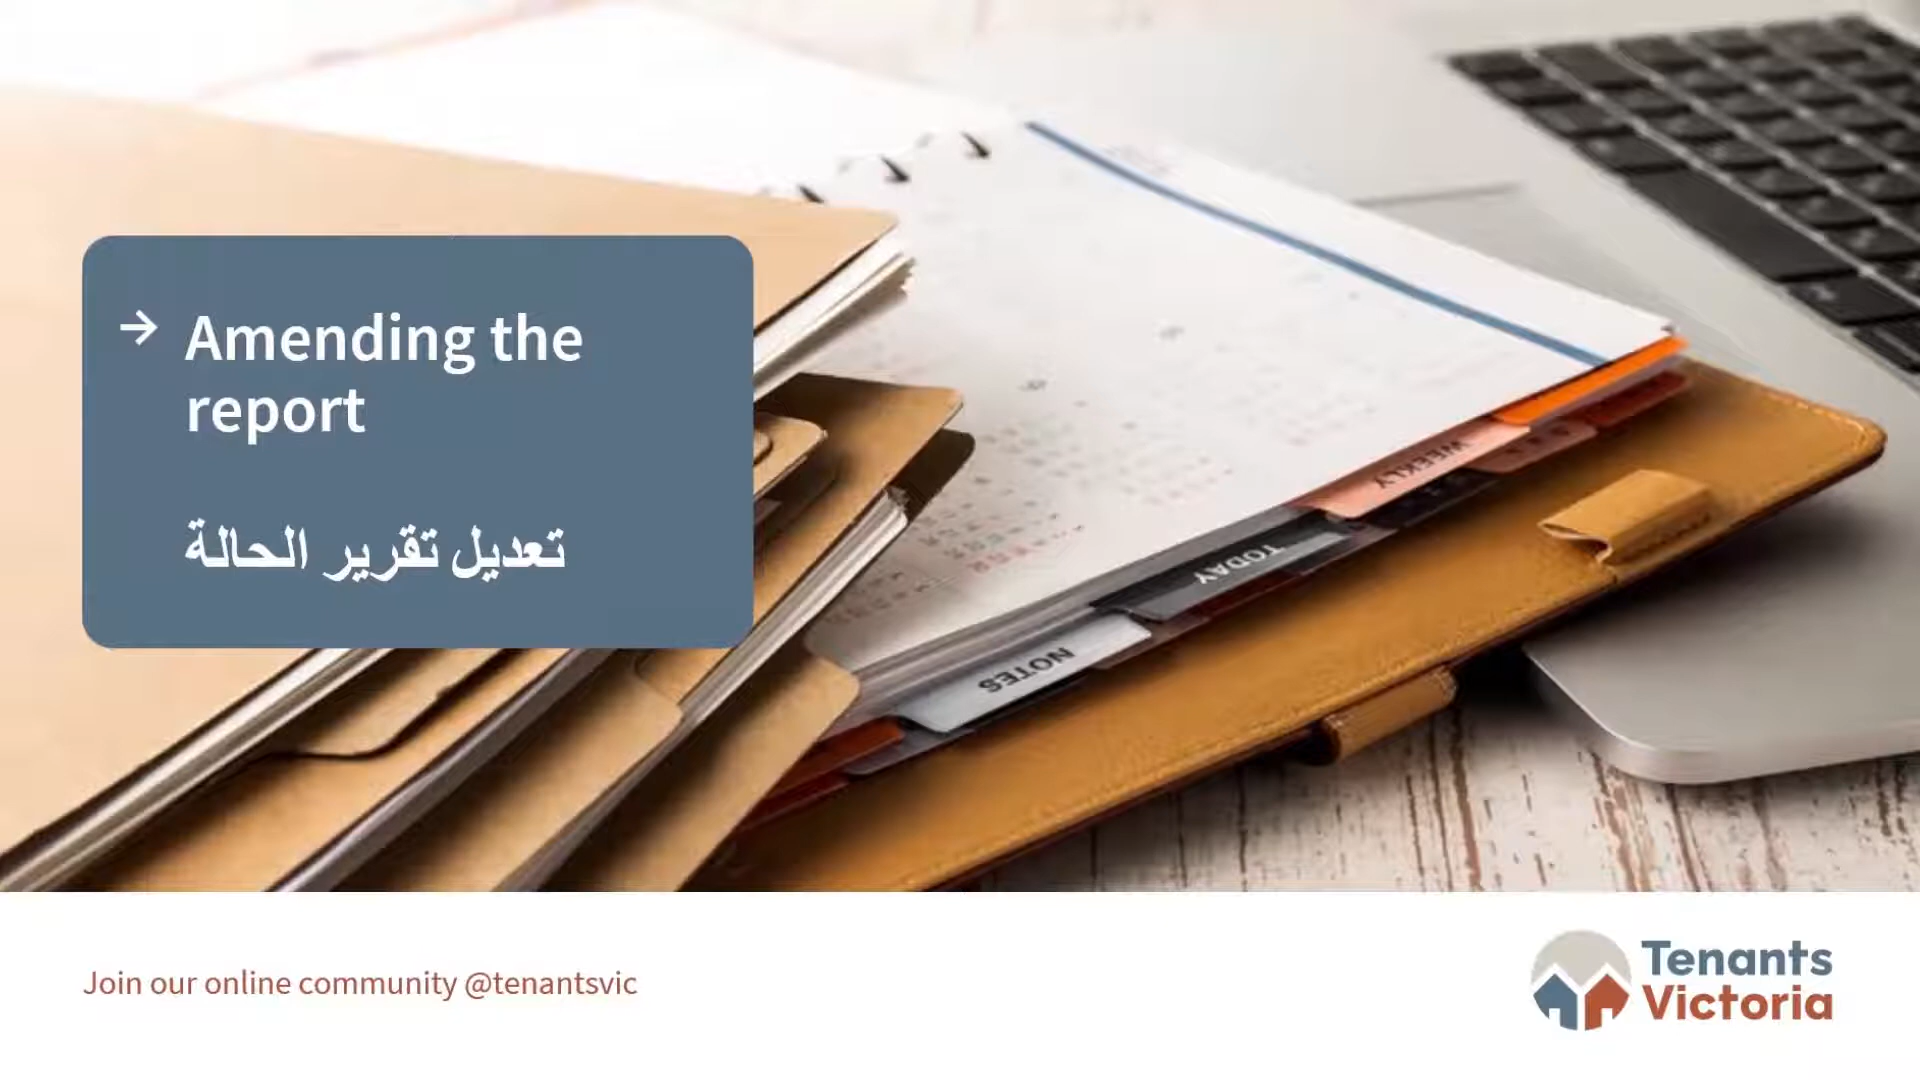 → Amending the
report
تعديل تقرير الحالة
WEEKLY
TODAY
NOTES
Join our online community @tenantsvic
Tenants
Victoria